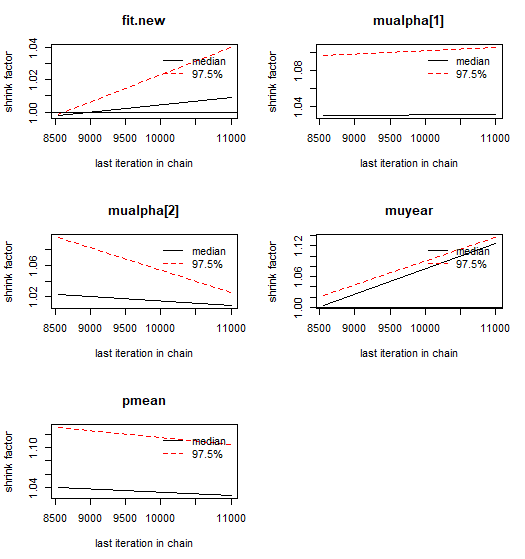 fit.new
shrink factor
1.00 1.02 1.04
median
97.5%
8500 9000 9500 10000 11000
last iteration in chain
mualpha[1]
shrink factor
1.04 1.08
median
97.5%
8500 9000 10000 11000
last iteration in chain
mualpha[2]
shrink factor
1.02 1.06
median
97.5%
8500 9000 9500 10000 11000
last iteration in chain
muyear
shrink factor
1.00 1.06 1.12
median
97.5%
8500 9000 10000 11000
last iteration in chain
pmean
shrink factor
1.04 1.10
median
97.5%
8500 9000 9500 10000 11000
last iteration in chain